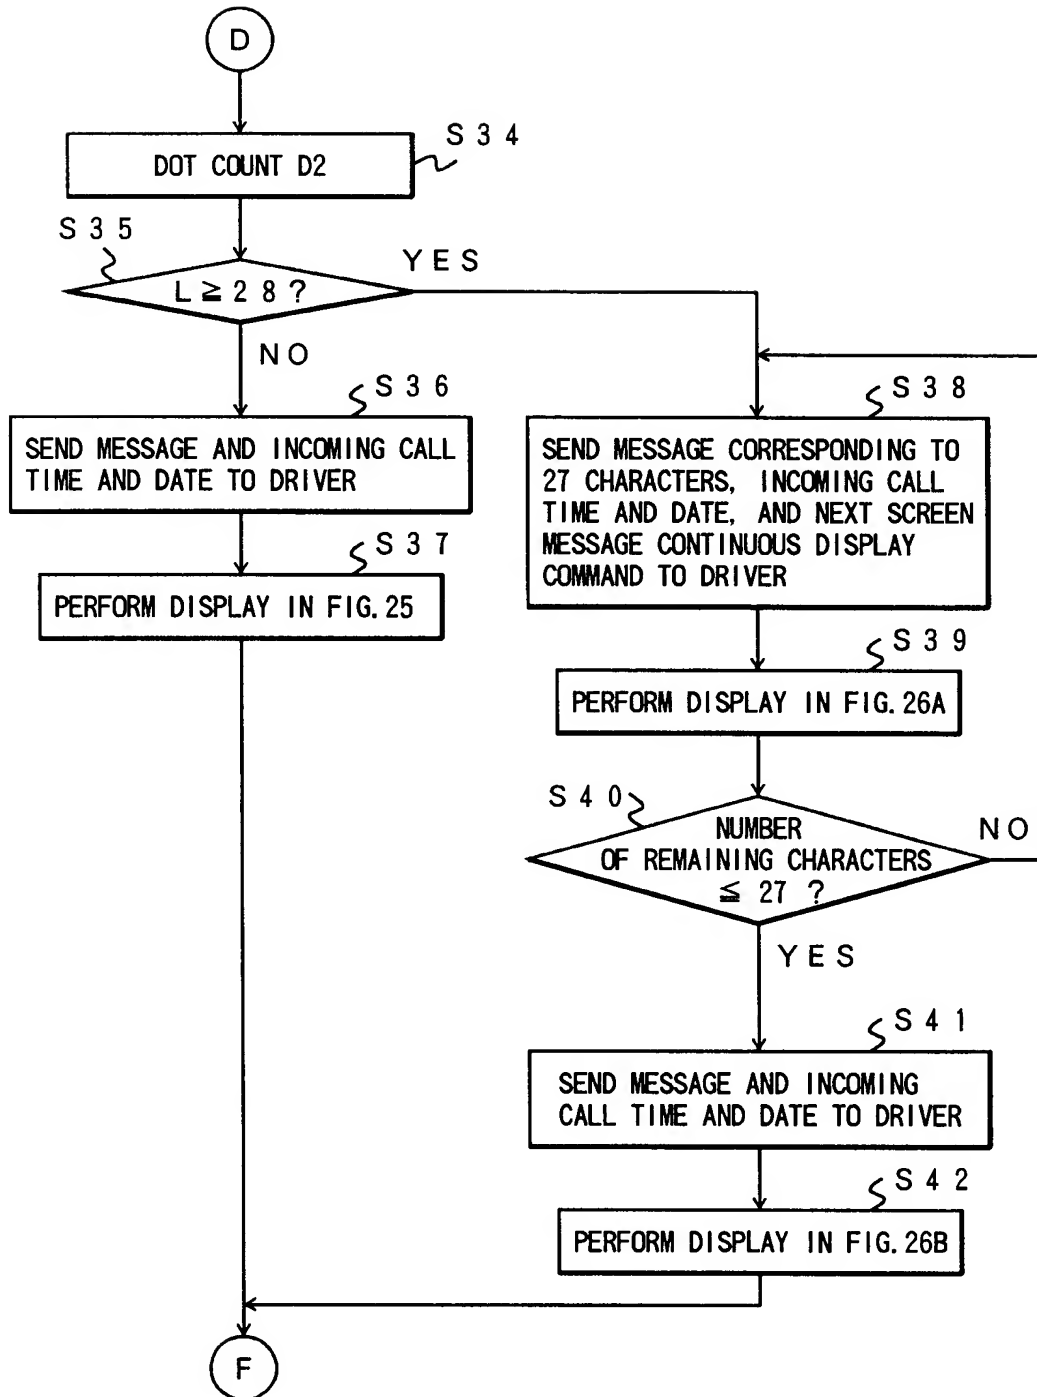 D
S34
DOT COUNT D2
S35
YES
L ≧ 28?
NO
S36
SEND MESSAGE AND INCOMING CALL
TIME AND DATE TO DRIVER
S37
PERFORM DISPLAY IN FIG. 25
S38
SEND MESSAGE CORRESPONDING TO
27 CHARACTERS, INCOMING CALL
TIME AND DATE, AND NEXT SCREEN
MESSAGE CONTINUOUS DISPLAY
COMMAND TO DRIVER
S39
PERFORM DISPLAY IN FIG. 26A
S40
NUMBER
OF REMAINING CHARACTERS
≦ 27 ?
NO
YES
S41
SEND MESSAGE AND INCOMING
CALL TIME AND DATE TO DRIVER
S42
PERFORM DISPLAY IN FIG. 26B
F